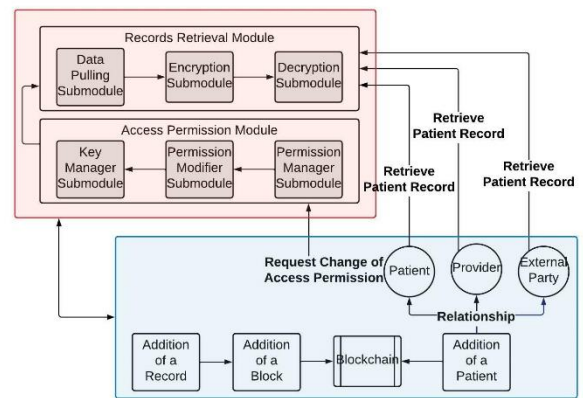 Records Retrieval Module
Data
Pulling
Submodule
Encryption
Submodule
Decryption
Submodule
Access Permission Module
Key
Manager
Submodule
Permission
Modifier
Submodule
Permission
Manager
Submodule
Retrieve
Patient Record
Retrieve
Patient Record
Retrieve
Patient Record
Request Change of
Access Permission
Patient
Provider
External
Party
Relationship
Addition
of a
Record
Addition
of a
Block
Blockchain
Addition
of a
Patient